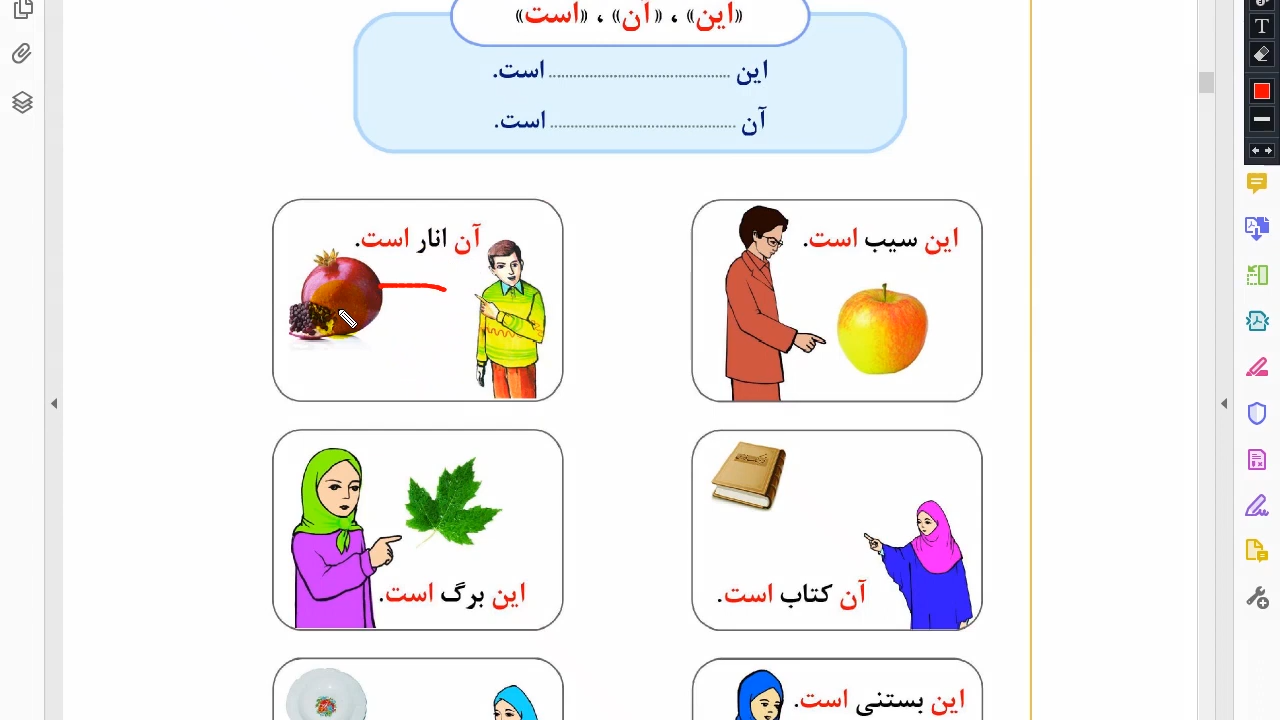 «این» ، «آن» ، «است»
این .................................................. است.
آن .................................................. است.
این سیب است.
آن انار است.
آن کتاب است.
این برگ است.
این بستنی است.